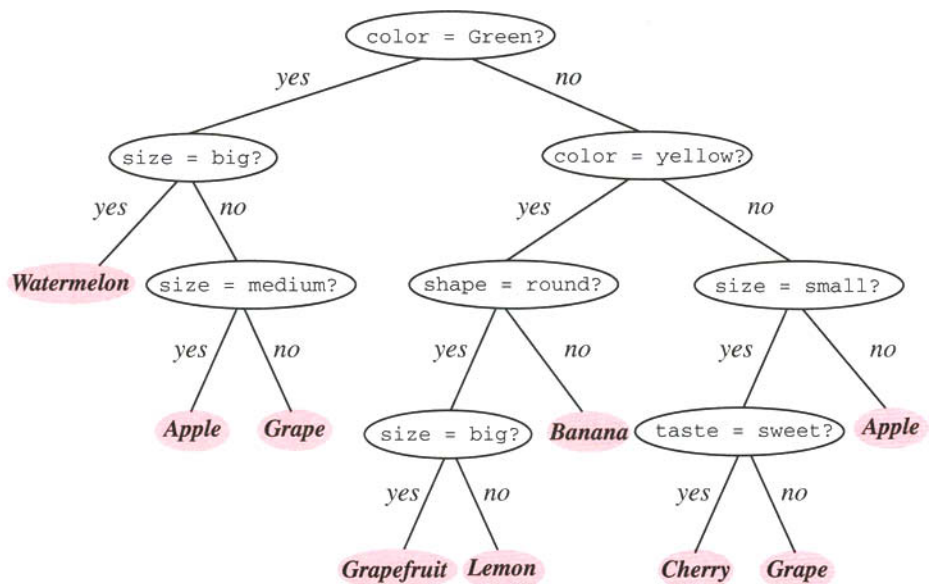 color = Green?
yes
no
size = big?
color = yellow?
yes
no
yes
no
Watermelon
size = medium?
shape = round?
size = small?
yes
no
yes
no
yes
no
Apple
Grape
size = big?
Banana
taste = sweet?
Apple
yes
no
yes
no
Grapefruit
Lemon
Cherry
Grape